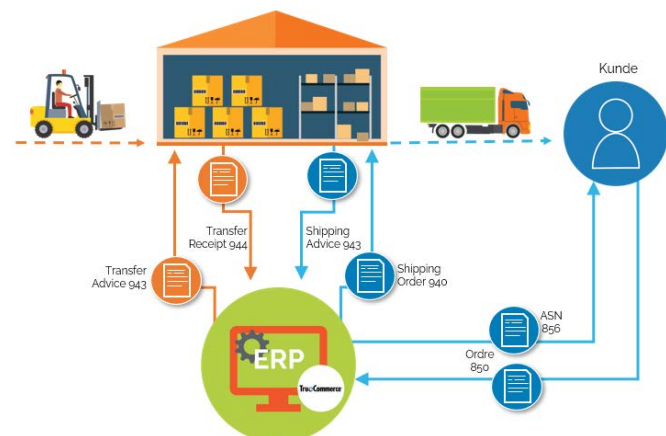 Kunde
Transfer
Receipt 944
Shipping
Advice 943
Transfer
Advice 943
Shipping
Order 940
ASN
856
Ordre
850
ERP
TrueCommerce